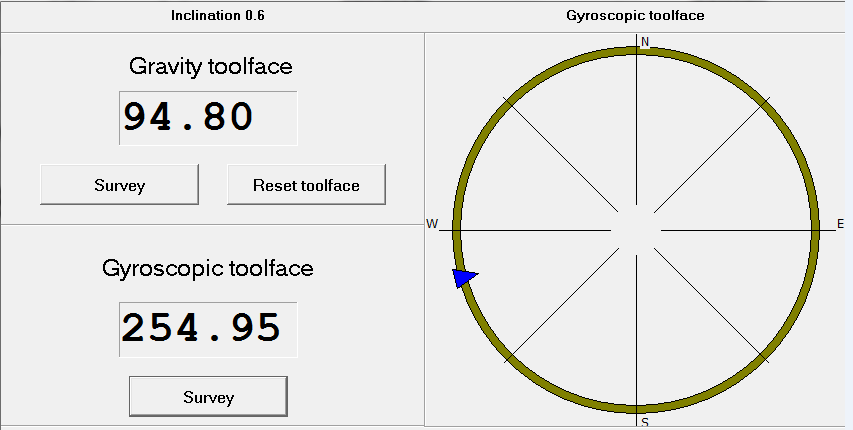 Inclination 0.6
Gravity toolface
94.80
Survey
Reset toolface
Gyroscopic toolface
254.95
Survey
Gyroscopic toolface
N
W
E
S